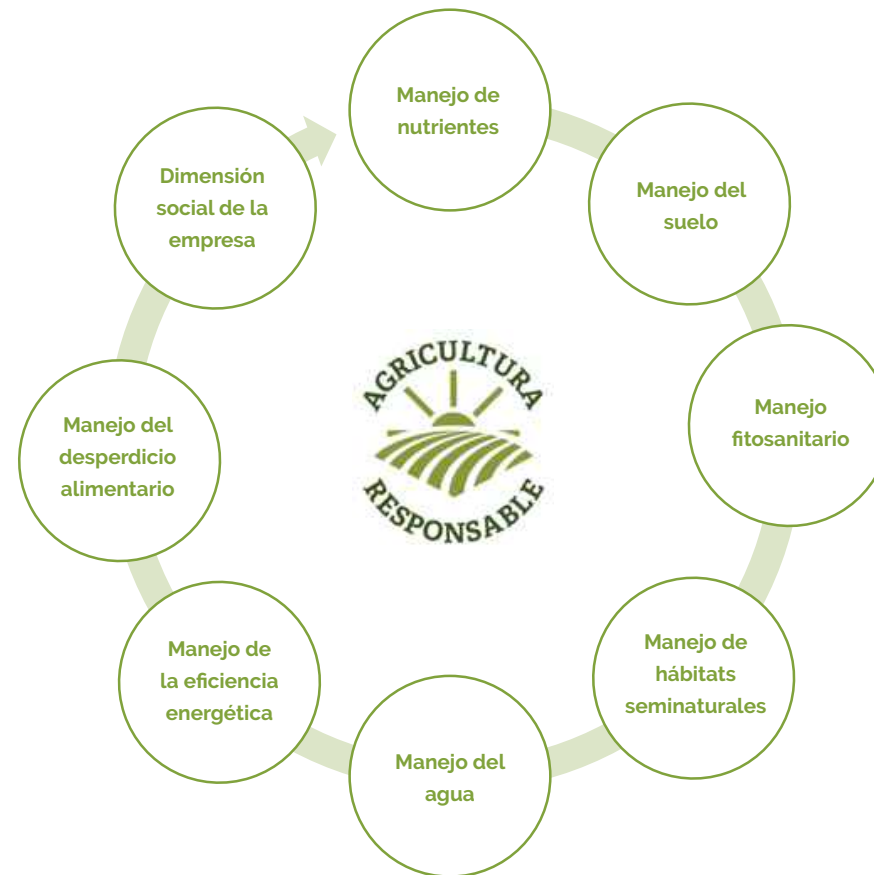 Manejo de
nutrientes
Manejo del
suelo
Manejo
fitosanitario
Manejo de
hábitats
seminaturales
Manejo del
agua
Manejo de
la eficiencia
energética
Manejo del
desperdicio
alimentario
Dimensión
social de la
empresa
AGRICULTURA
RESPONSABLE